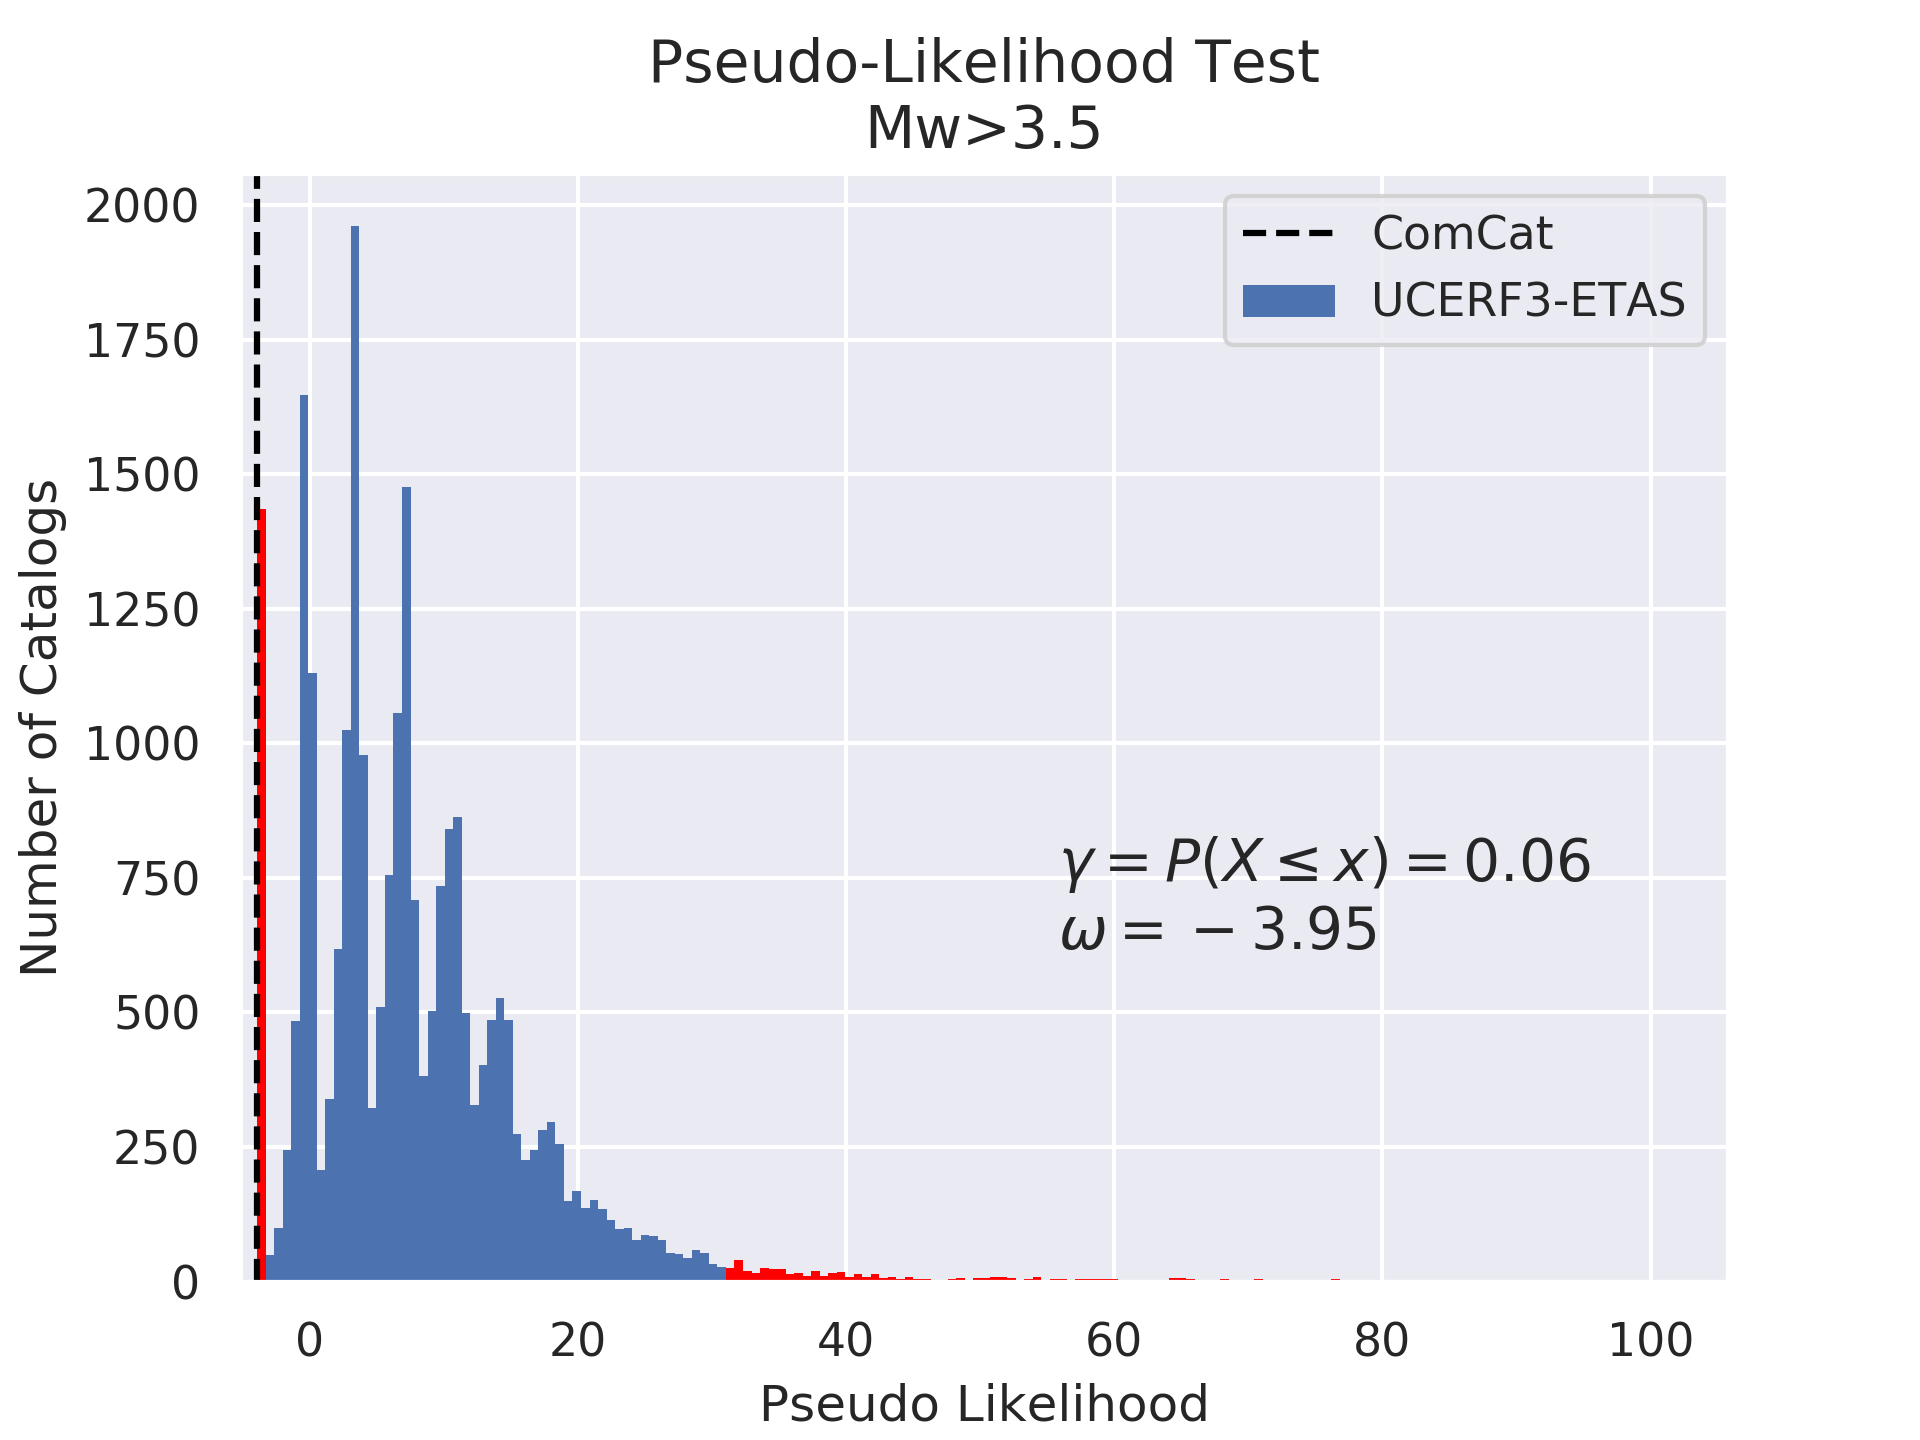 Pseudo-Likelihood Test
Mw>3.5
2000
1750
1500
1250
1000
750
500
250
0
Number of Catalogs
ComCat
UCERF3-ETAS
γ = P(X ≤ x) = 0.06
ω = − 3.95
0 20 40 60 80 100
Pseudo Likelihood